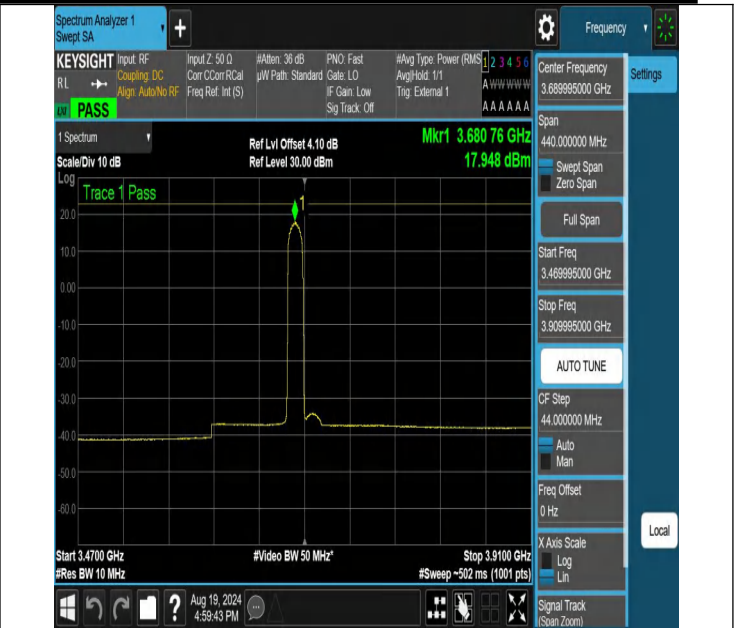 Spectrum Analyzer 1
Swept SA
+
Frequency
KEYSIGHT
RL
PASS
Input: RF
Coupling: DC
Align: Auto/No RF
Input Z: 50 Ω
Corr CCorr RCal
Freq Ref: Int (S)
#Atten: 36 dB
µW Path: Standard
PNO: Fast
Gate: LO
IF Gain: Low
Sig Track: Off
#Avg Type: Power (RMS
Avg|Hold: 1/1
Trig: External 1
1 2 3 4 5 6
A W W W W W
A A A A A A
1 Spectrum
Scale/Div 10 dB
Log
Ref Lvl Offset 4.10 dB
Ref Level 30.00 dBm
Mkr1 3.680 76 GHz
17.948 dBm
Trace 1 Pass
1
20.0
10.0
0.00
-10.0
-20.0
-30.0
-40.0
-50.0
-60.0
Start 3.4700 GHz
#Res BW 10 MHz
#Video BW 50 MHz*
Stop 3.9100 GHz
#Sweep ~502 ms (1001 pts)
Center Frequency
3.689995000 GHz
Settings
Span
440.000000 MHz
Swept Span
Zero Span
Full Span
Start Freq
3.469995000 GHz
Stop Freq
3.909995000 GHz
AUTO TUNE
CF Step
44.000000 MHz
Auto
Man
Freq Offset
0 Hz
X Axis Scale
Log
Lin
Local
Signal Track
(Span Zoom)
?
Aug 19, 2024
4:59:43 PM